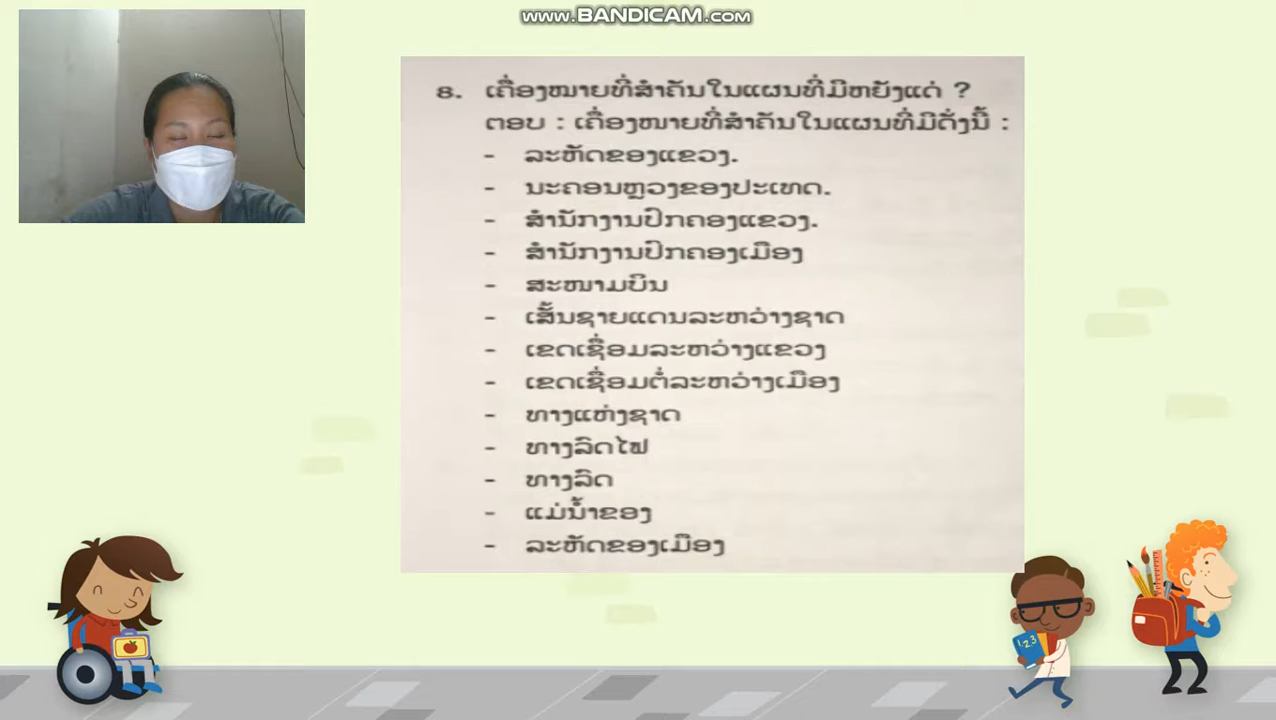 www.BANDICAM.com
8. ເຄື່ອງໝາຍທີ່ສຳຄັນໃນແຜນທີ່ມີຫຍັງແດ່ ?
ຕອບ : ເຄື່ອງໝາຍທີ່ສຳຄັນໃນແຜນທີ່ມີດັ່ງນີ້ :
- ລະຫັດຂອງແຂວງ.
- ນະຄອນຫຼວງຂອງປະເທດ.
- ສຳນັກງານປົກຄອງແຂວງ.
- ສຳນັກງານປົກຄອງເມືອງ
- ສະໜາມບິນ
- ເສັ້ນຊາຍແດນລະຫວ່າງຊາດ
- ເຂດເຊື່ອມລະຫວ່າງແຂວງ
- ເຂດເຊື່ອມຕໍ່ລະຫວ່າງເມືອງ
- ທາງແຫ່ງຊາດ
- ທາງລົດໄຟ
- ທາງລົດ
- ແມ່ນ້ຳຂອງ
- ລະຫັດຂອງເມືອງ
1·2·3